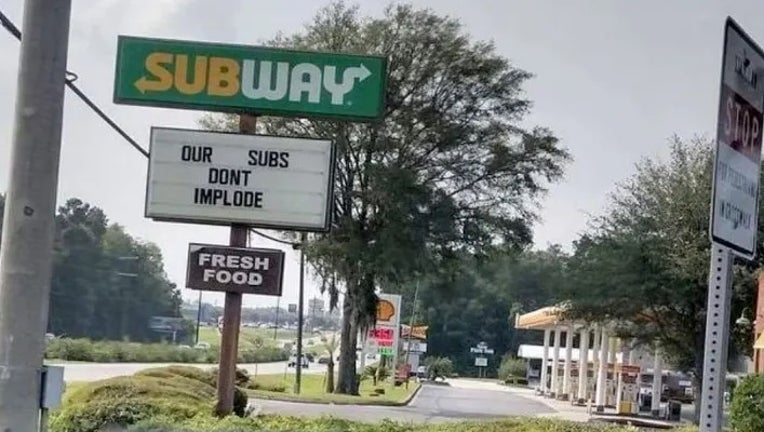 SUBWAY
OUR SUBS
DONT
IMPLODE
FRESH
FOOD
STOP